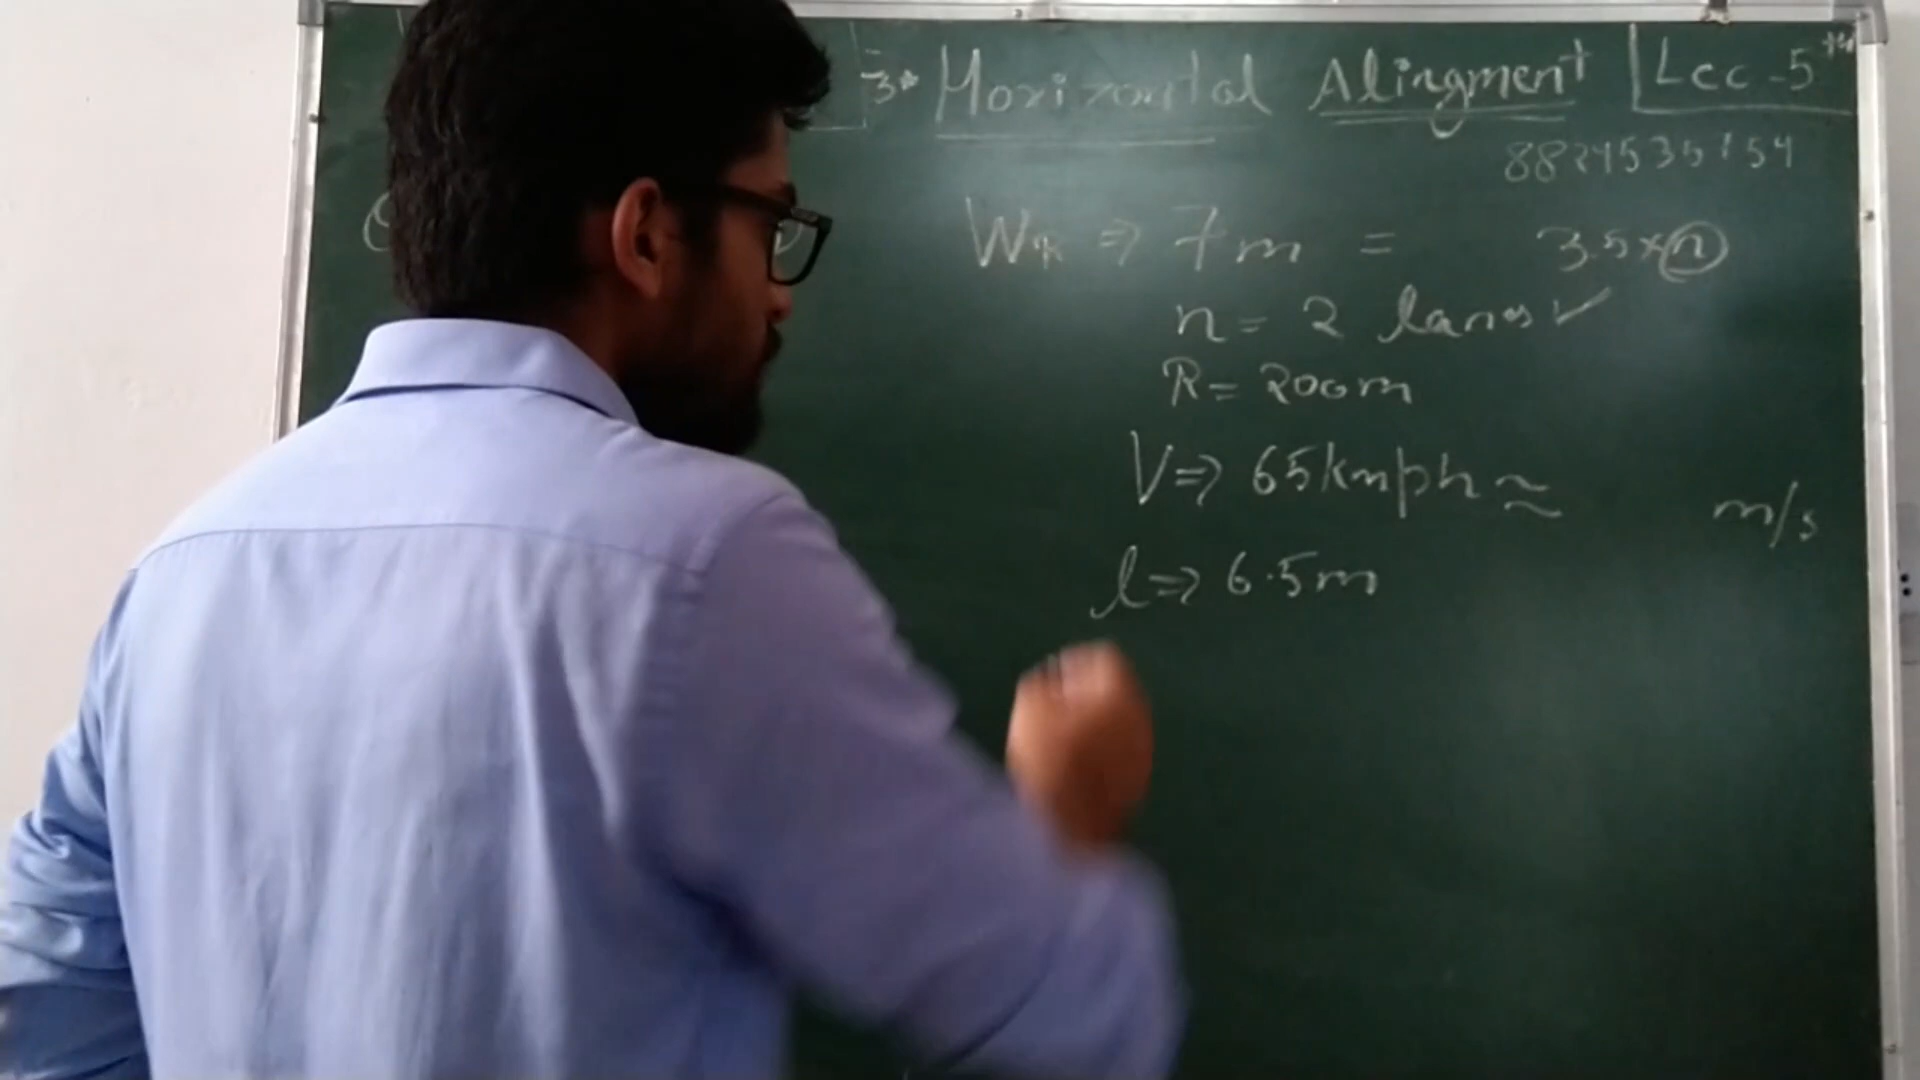 3* Horizontal Alingment Lec-5th
8824535154
WR ⇒ 7m = 3.5×n
n = 2 lanes ✓
R = 200m
V ⇒ 65kmph ≈ m/s
l ⇒ 6.5m